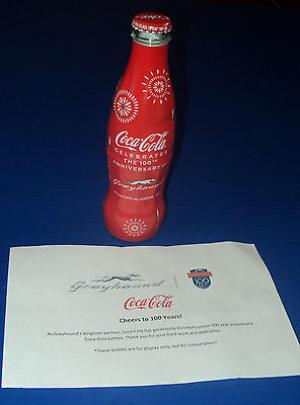 Coca-Cola
CELEBRATES
THE 100TH
ANNIVERSARY OF
Greyhound
Greyhound
100
Coca-Cola
Cheers to 100 Years!
As Greyhound's longtime partner, Coca-Cola has generously donated custom 100 year anniversary
Coca-Cola bottles. Thank you for your hard work and dedication.
*These bottles are for display only, not for consumption*